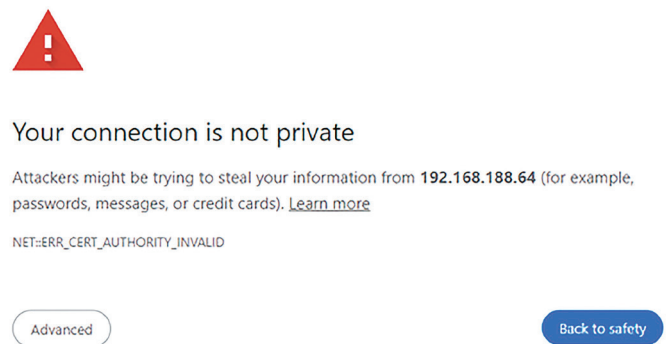 Your connection is not private
Attackers might be trying to steal your information from 192.168.188.64 (for example,
passwords, messages, or credit cards). Learn more
NET::ERR_CERT_AUTHORITY_INVALID
Advanced
Back to safety